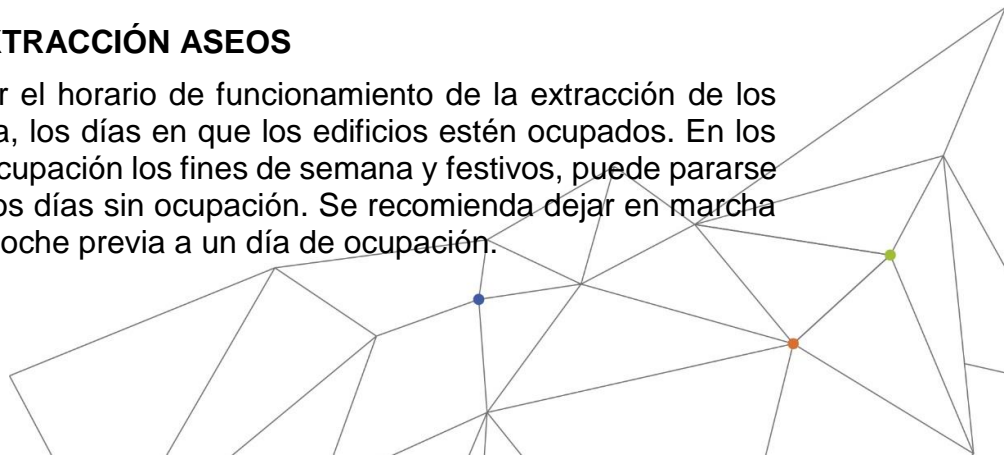 XTRACCIÓN ASEOS
r el horario de funcionamiento de la extracción de los
a, los días en que los edificios estén ocupados. En los
cupación los fines de semana y festivos, puede pararse
os días sin ocupación. Se recomienda dejar en marcha
oche previa a un día de ocupación.